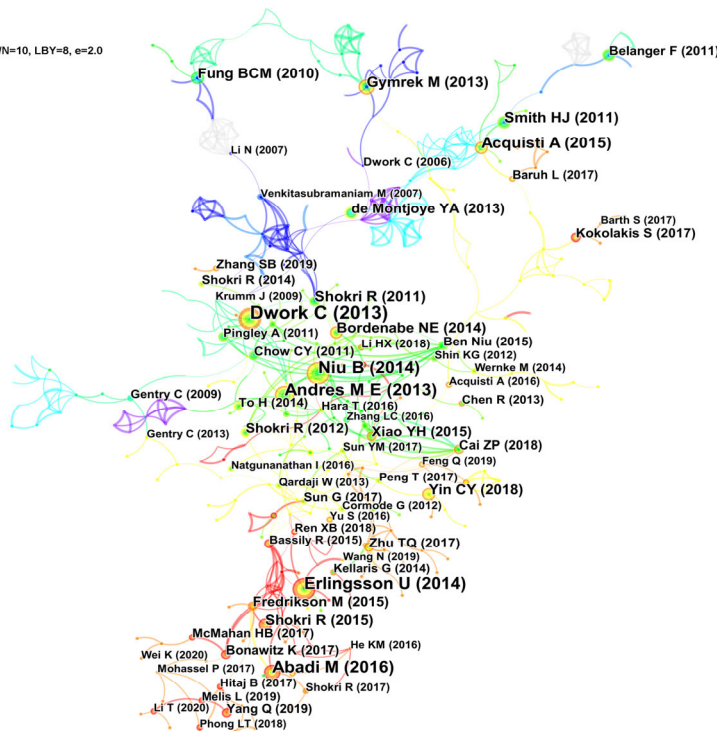 N=10, LBY=8, e=2.0
Belanger F (2011)
Fung BCM (2010)
Gymrek M (2013)
Smith HJ (2011)
Acquisti A (2015)
Li N (2007)
Dwork C (2006)
Baruh L (2017)
Venkitasubramaniam M (2007)
de Montjoye YA (2013)
Barth S (2017)
Kokolakis S (2017)
Zhang SB (2019)
Shokri R (2014)
Krumm J (2009)
Shokri R (2011)
Dwork C (2013)
Pingley A (2011)
Bordenabe NE (2014)
Li HX (2018)
Ben Niu (2015)
Chow CY (2011)
Shin KG (2012)
Niu B (2014)
Wernke M (2014)
Acquisti A (2016)
Gentry C (2009)
Andres M E (2013)
Chen R (2013)
To H (2014)
Hara T (2016)
Zhang LC (2016)
Gentry C (2013)
Shokri R (2012)
Xiao YH (2015)
Sun YM (2017)
Cai ZP (2018)
Natgunanathan I (2016)
Feng Q (2019)
Qardaji W (2013)
Peng T (2017)
Sun G (2017)
Yin CY (2018)
Cormode G (2012)
Yu S (2016)
Ren XB (2018)
Bassily R (2015)
Zhu TQ (2017)
Wang N (2019)
Kellaris G (2014)
Erlingsson U (2014)
Fredrikson M (2015)
Shokri R (2015)
McMahan HB (2017)
He KM (2016)
Wei K (2020)
Bonawitz K (2017)
Mohassel P (2017)
Abadi M (2016)
Hitaj B (2017)
Shokri R (2017)
Melis L (2019)
Li T (2020)
Yang Q (2019)
Phong LT (2018)